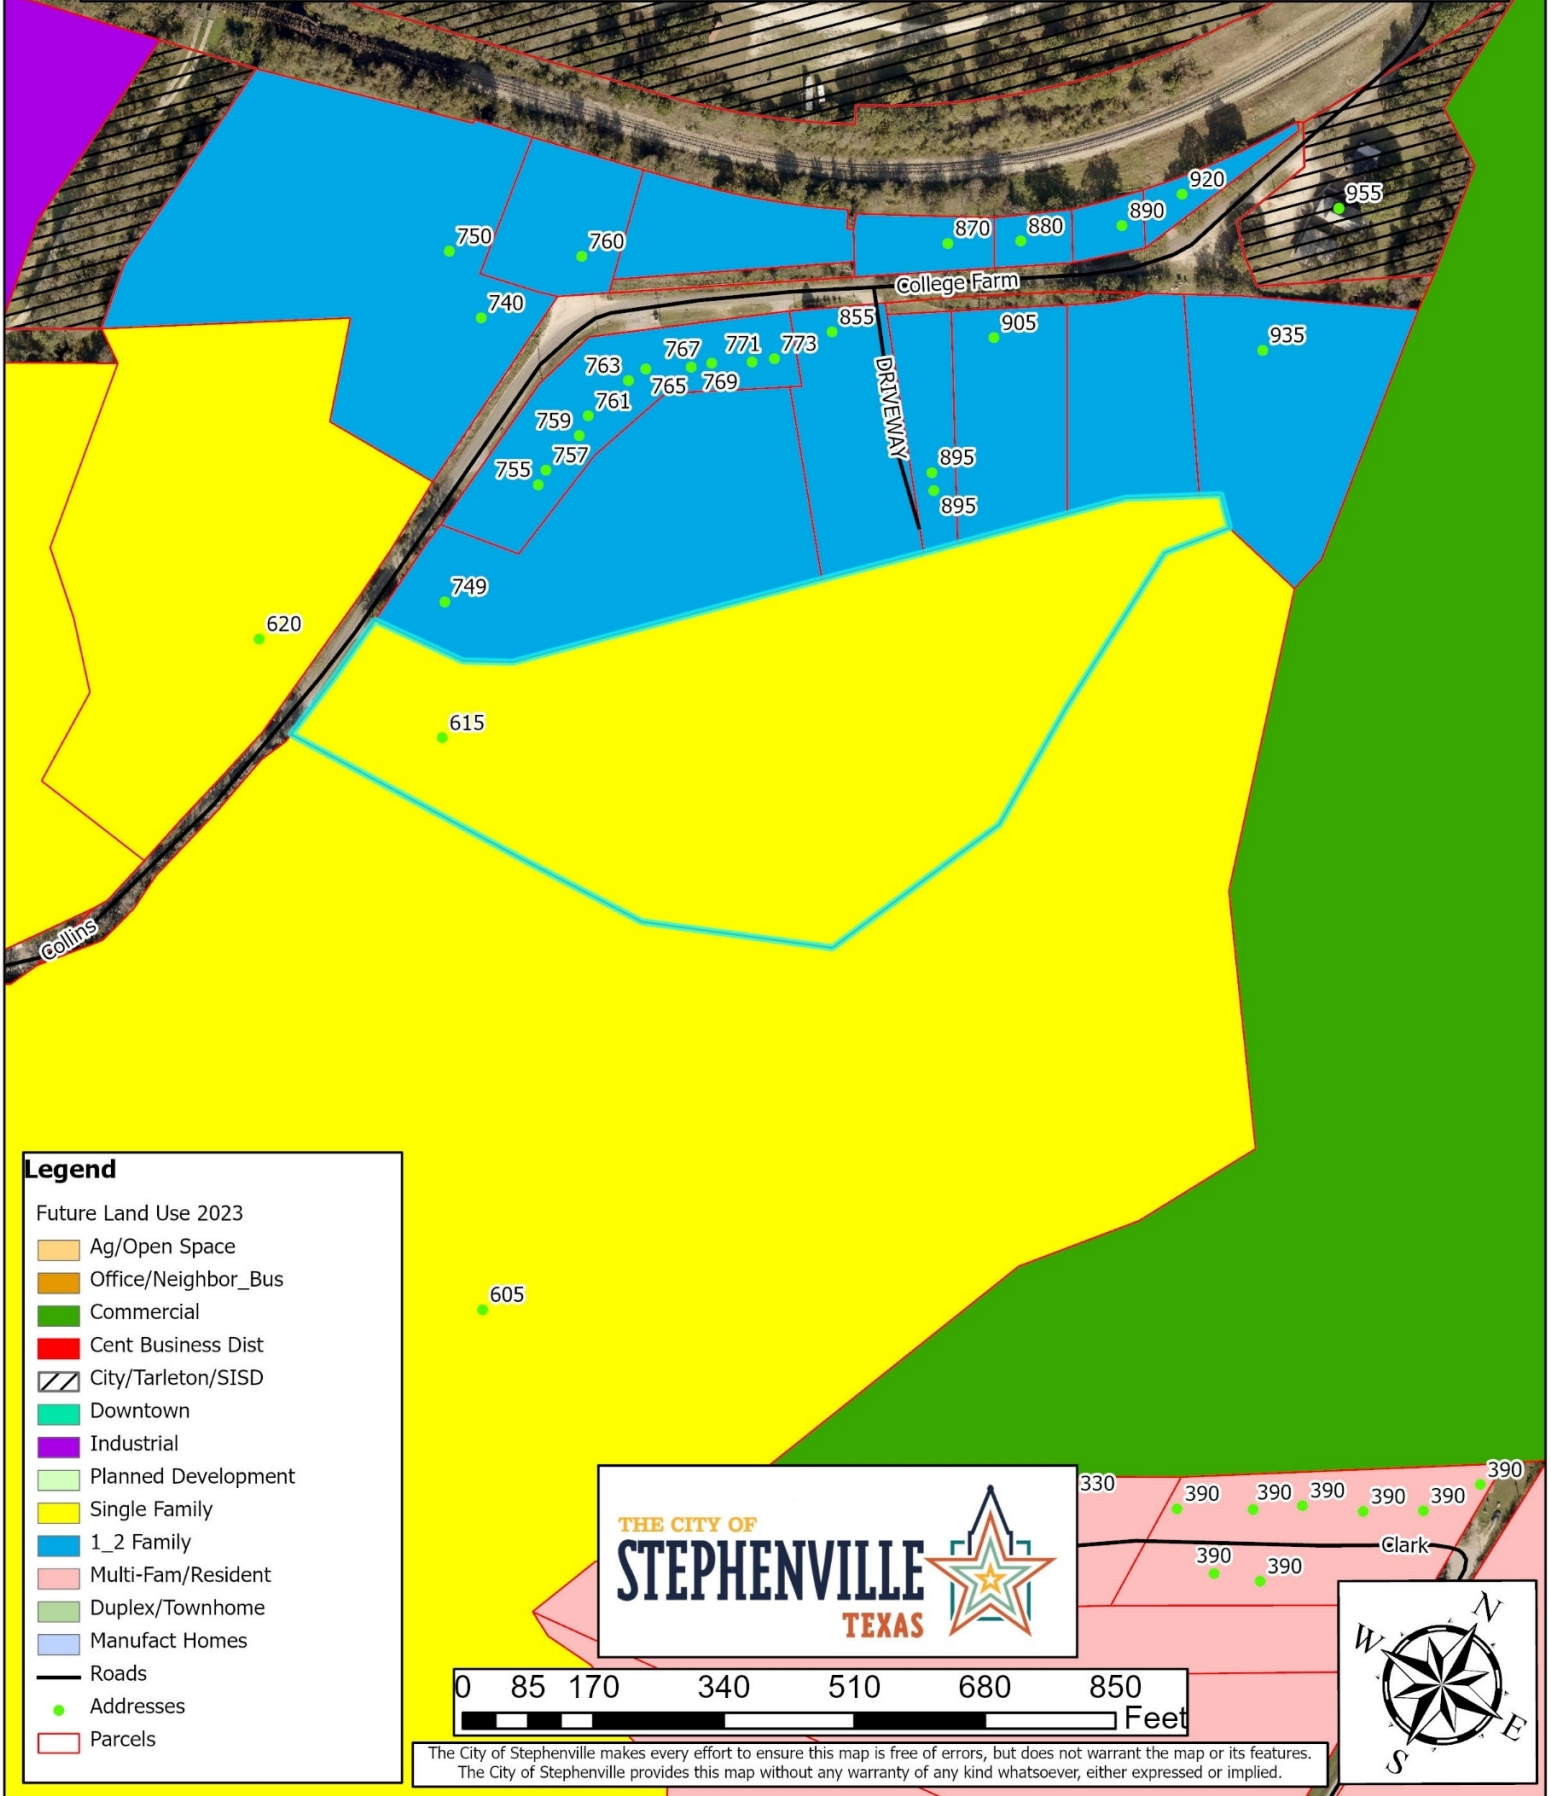 955
920
890
880
870
760
750
740
College Farm
855
905
935
773
771
767
763
769
765
761
759
757
755
DRIVEWAY
895
895
749
620
615
Collins
605
Legend
Future Land Use 2023
Ag/Open Space
Office/Neighbor_Bus
Commercial
Cent Business Dist
City/Tarleton/SISD
Downtown
Industrial
Planned Development
Single Family
1_2 Family
Multi-Fam/Resident
Duplex/Townhome
Manufact Homes
Roads
Addresses
Parcels
THE CITY OF
STEPHENVILLE
TEXAS
330
390
390
390
390
390
390
Clark
390
390
N
W
E
S
0 85 170 340 510 680 850
Feet
The City of Stephenville makes every effort to ensure this map is free of errors, but does not warrant the map or its features.
The City of Stephenville provides this map without any warranty of any kind whatsoever, either expressed or implied.